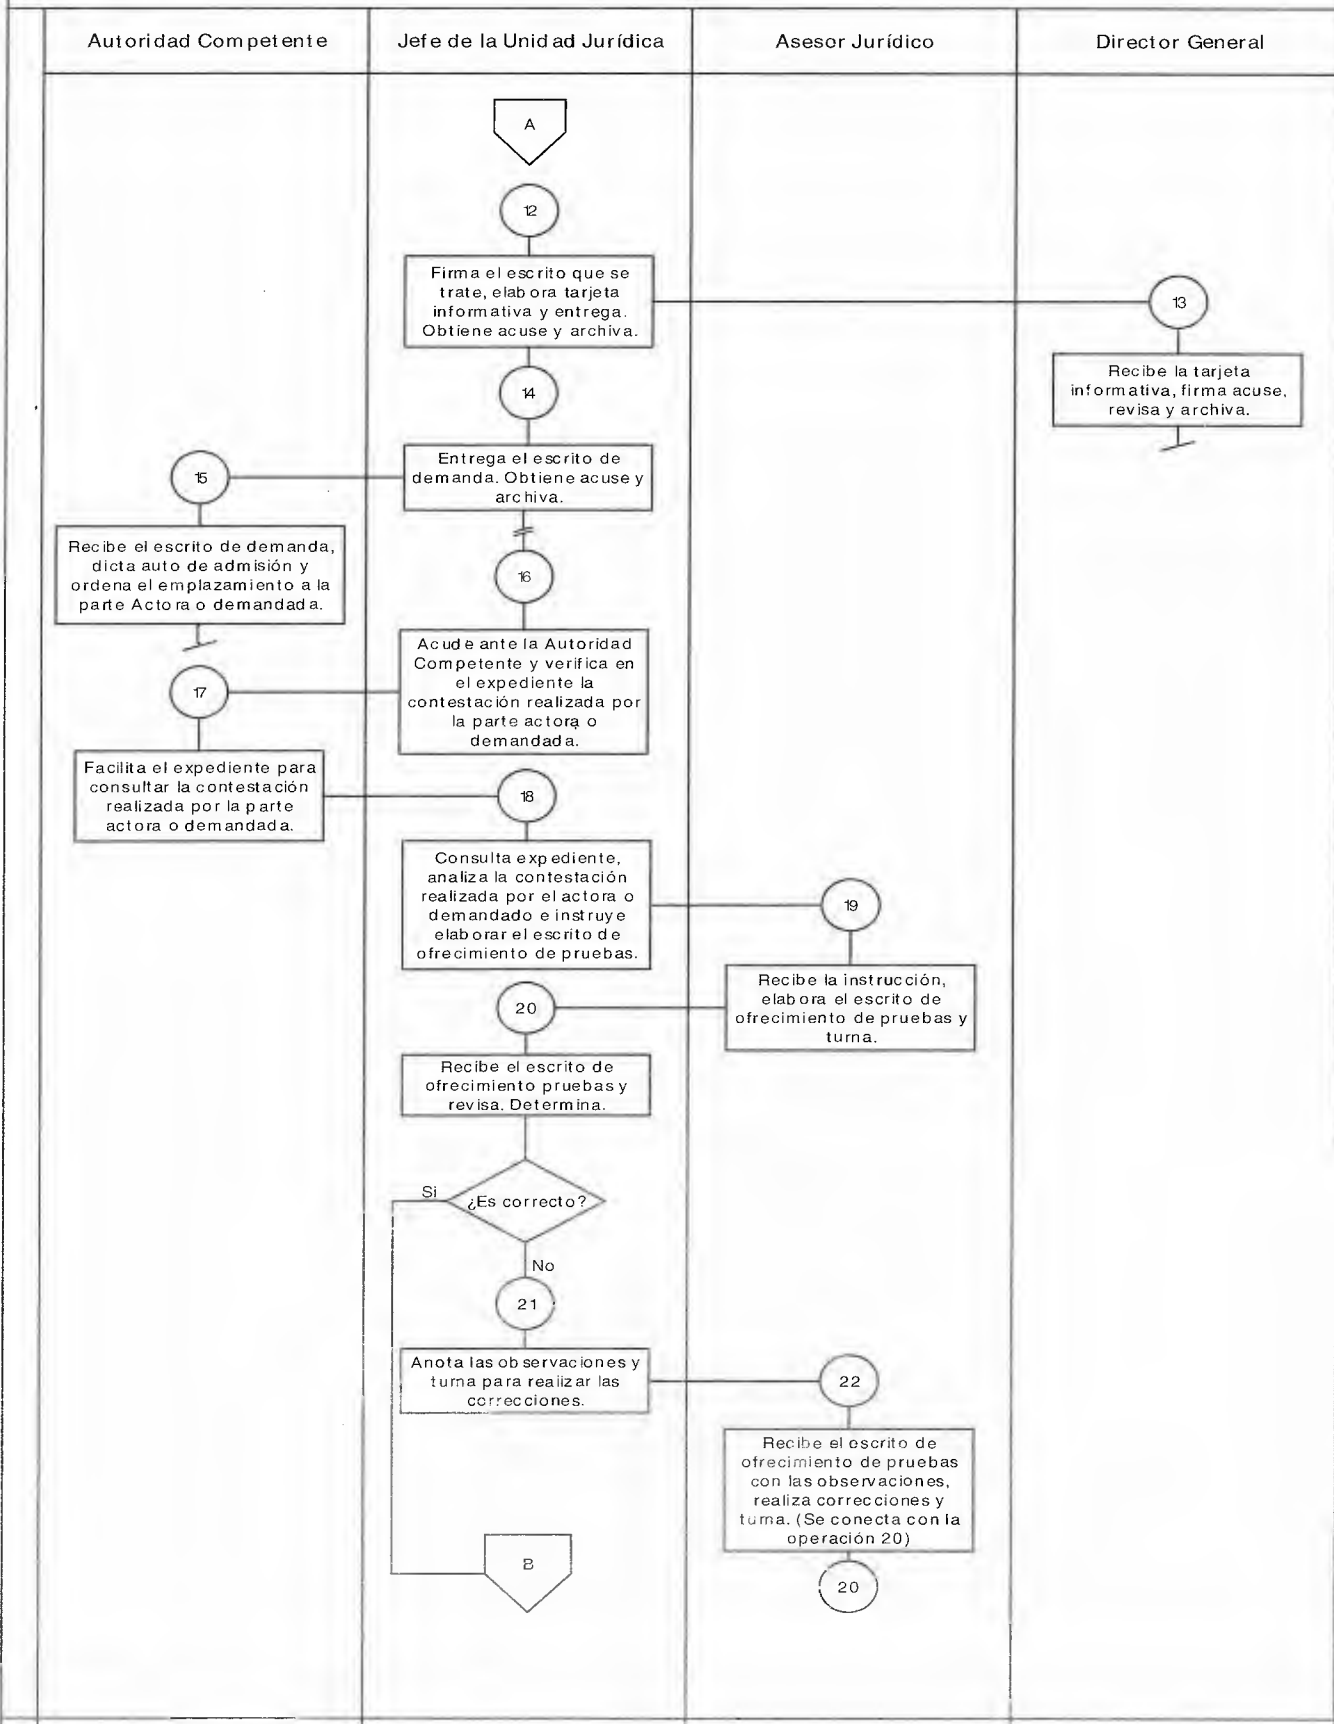 Autoridad Competente
Jefe de la Unidad Jurídica
Asesor Jurídico
Director General
A
12
Firma el escrito que se
trate, elabora tarjeta
informativa y entrega.
Obtiene acuse y archiva.
13
Recibe la tarjeta
informativa, firma acuse,
revisa y archiva.
14
Entrega el escrito de
demanda. Obtiene acuse y
archiva.
15
Recibe el escrito de demanda,
dicta auto de admisión y
ordena el emplazamiento a la
parte Actora o demandada.
16
Acude ante la Autoridad
Competente y verifica en
el expediente la
contestación realizada por
la parte actora o
demandada.
17
Facilita el expediente para
consultar la contestación
realizada por la parte
actora o demandada.
18
Consulta expediente,
analiza la contestación
realizada por el actora o
demandado e instruye
elaborar el escrito de
ofrecimiento de pruebas.
19
Recibe la instrucción,
elabora el escrito de
ofrecimiento de pruebas y
turna.
20
Recibe el escrito de
ofrecimiento pruebas y
revisa. Determina.
¿Es correcto?
Si
No
21
Anota las observaciones y
turna para realizar las
correcciones.
22
Recibe el escrito de
ofrecimiento de pruebas
con las observaciones,
realiza correcciones y
turna. (Se conecta con la
operación 20)
20
B